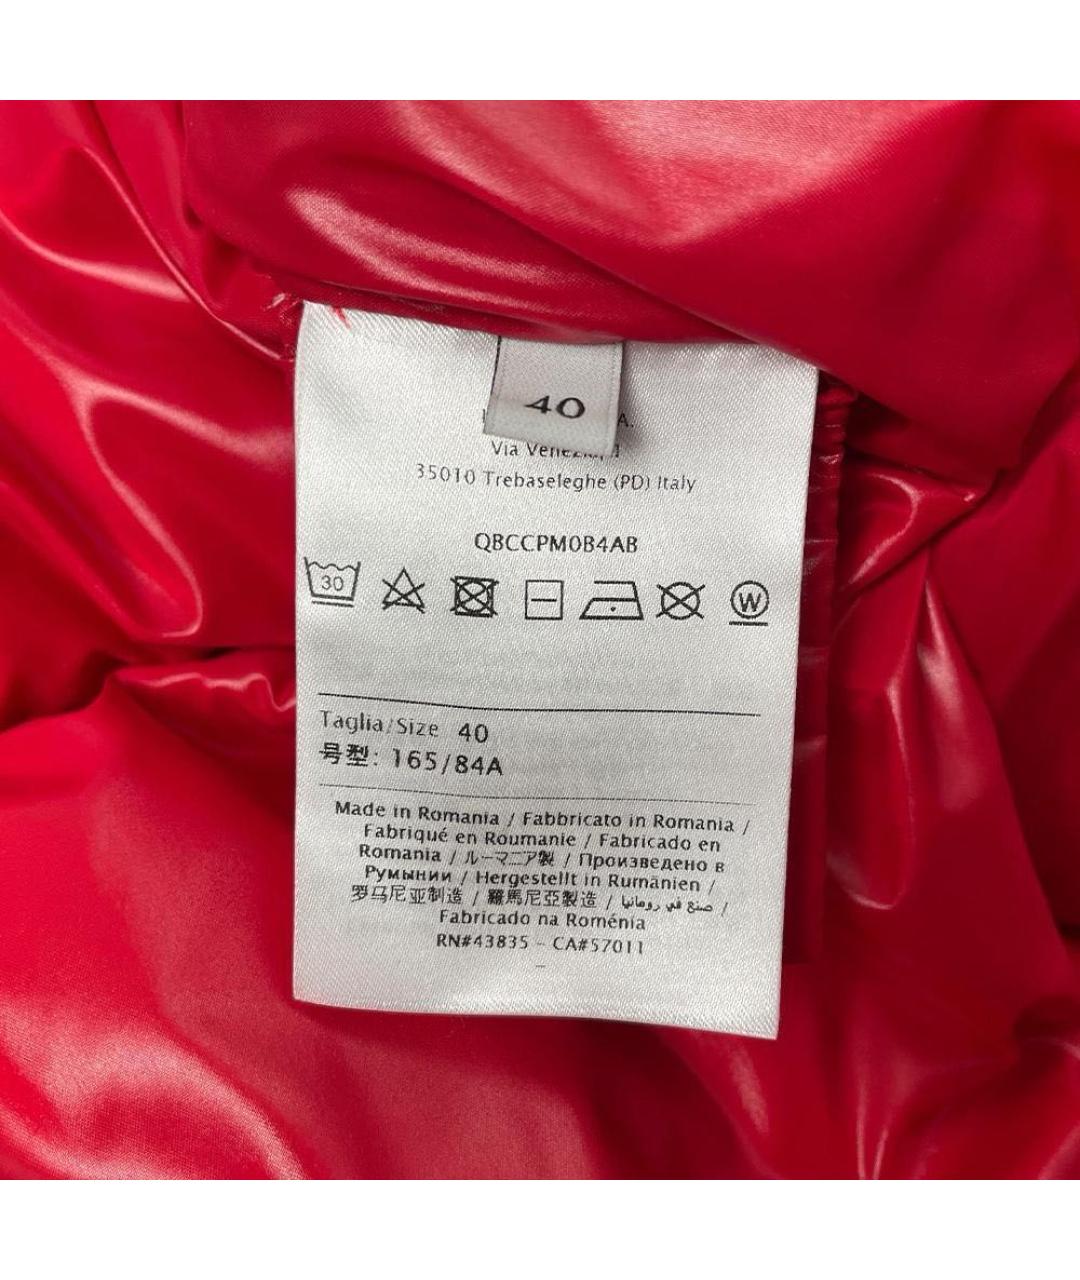 40
A.
Via
35010 Trebaseleghe (PD) Italy
QBCCPM0B4AB
30
W
Taglia/Size 40
号型: 165/84A
Made in Romania / Fabbricato in Romania /
Fabriqué en Roumanie / Fabricado en
Romania / ルーマニア製 / Произведено в
Румынии / Hergestellt in Rumänien /
罗马尼亚制造 / 羅馬尼亞製造 / صنع في رومانيا /
Fabricado na Roménia
RN#43835 - CA#57011